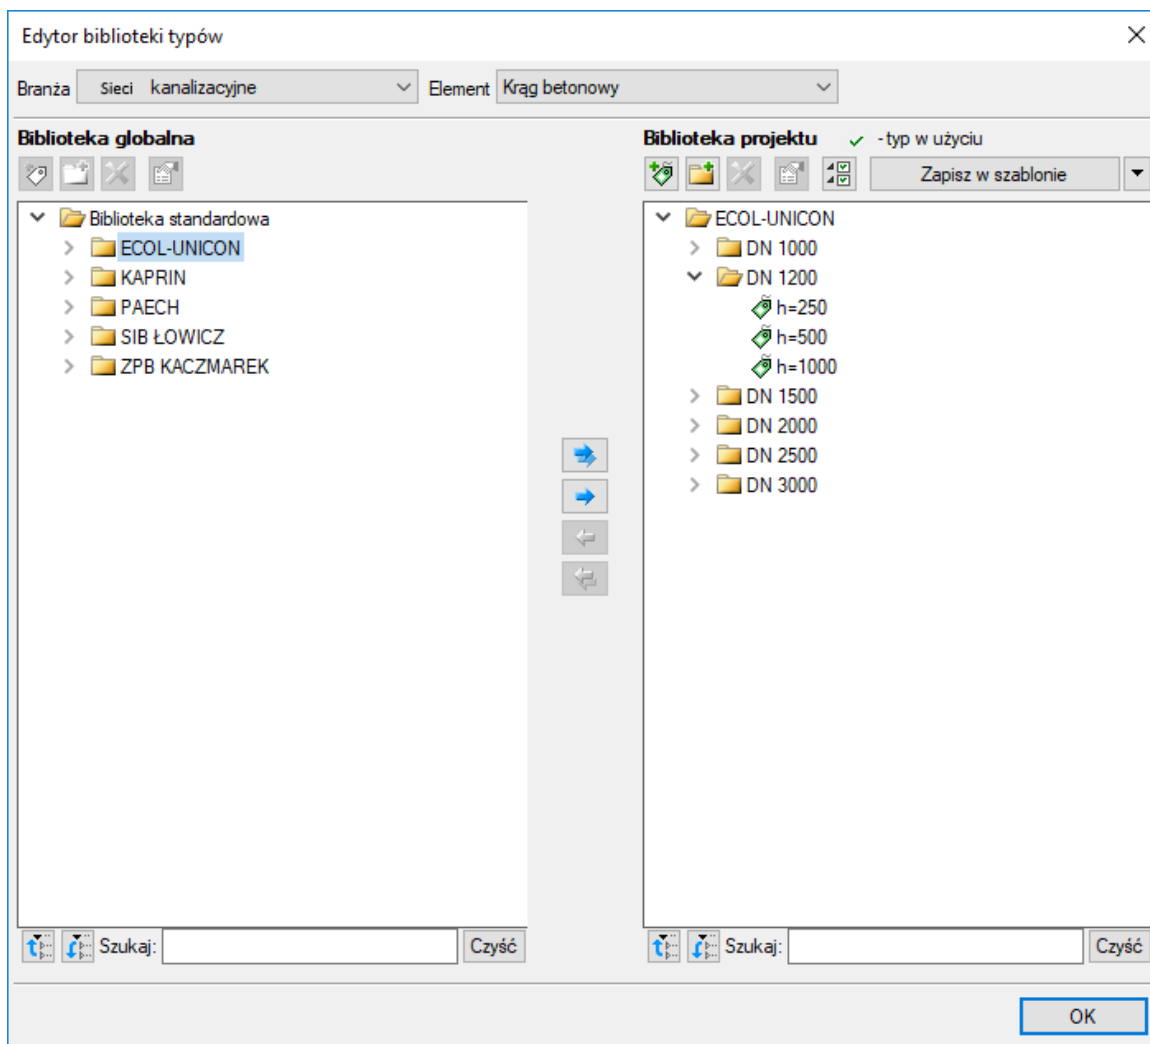 Edytor biblioteki typów
Branża Sieci kanalizacyjne Element Krąg betonowy
Biblioteka globalna
Biblioteka standardowa
ECOL-UNICON
KAPRIN
PAECH
SIB ŁOWICZ
ZPB KACZMAREK
Szukaj: Czyść
Biblioteka projektu - typ w użyciu
Zapisz w szablonie
ECOL-UNICON
DN 1000
DN 1200
h=250
h=500
h=1000
DN 1500
DN 2000
DN 2500
DN 3000
Szukaj: Czyść
OK